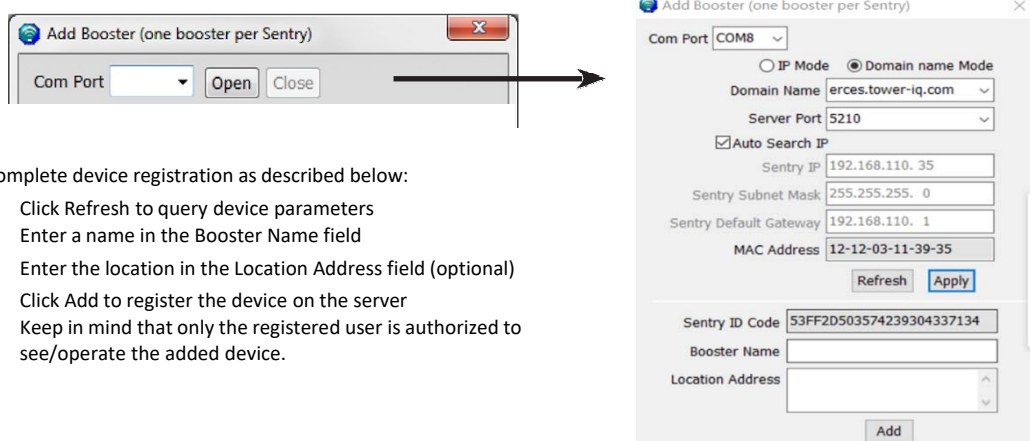 Add Booster (one booster per Sentry)
Com Port
Open
Close
omplete device registration as described below:
Click Refresh to query device parameters
Enter a name in the Booster Name field
Enter the location in the Location Address field (optional)
Click Add to register the device on the server
Keep in mind that only the registered user is authorized to
see/operate the added device.
Add Booster (one booster per Sentry)
Com Port COM8
IP Mode Domain name Mode
Domain Name erces.tower-iq.com
Server Port 5210
Auto Search IP
Sentry IP 192.168.110. 35
Sentry Subnet Mask 255.255.255. 0
Sentry Default Gateway 192.168.110. 1
MAC Address 12-12-03-11-39-35
Refresh Apply
Sentry ID Code 53FF2D503574239304337134
Booster Name
Location Address
Add